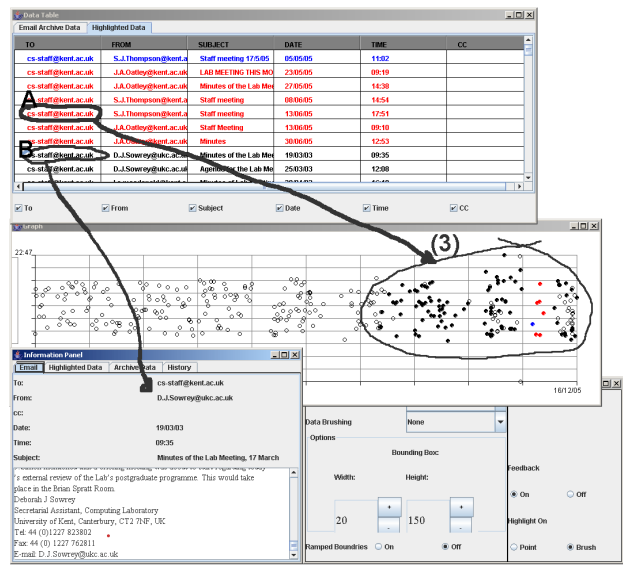 Data Table
Email Archive Data Highlighted Data
TO FROM SUBJECT DATE TIME CC
cs-staff@kent.ac.uk S.J.Thompson@kent.a Staff meeting 17/5/05 05/05/05 11:02
cs-staff@kent.ac.uk J.A.Oatley@kent.ac.uk LAB MEETING THIS MO 23/05/05 09:19
cs-staff@kent.ac.uk J.A.Oatley@kent.ac.uk Minutes of the Lab Mee 27/05/05 14:38
A
cs-staff@kent.ac.uk S.J.Thompson@kent.a Staff meeting 08/06/05 14:54
cs-staff@kent.ac.uk S.J.Thompson@kent.a Staff meeting 13/06/05 17:51
cs-staff@kent.ac.uk J.A.Oatley@kent.ac.uk Staff Meeting 13/06/05 09:10
cs-staff@kent.ac.uk J.A.Oatley@kent.ac.uk Minutes 30/06/05 12:53
B
cs-staff@kent.ac.uk D.J.Sowrey@ukc.ac.uk Minutes of the Lab Mee 19/03/03 09:35
cs-staff@kent.ac.uk D.J.Sowrey@ukc.ac.uk Agenda for the Lab Me 25/03/03 12:08
To From Subject Date Time CC
Graph
(3)
22:47
16/12/05
Information Panel
Email Highlighted Data Archive Data History
To: cs-staff@kent.ac.uk
From: D.J.Sowrey@ukc.ac.uk
cc:
Date: 19/03/03
Time: 09:35
Subject: Minutes of the Lab Meeting, 17 March
's external review of the Lab's postgraduate programme. This would take
place in the Brian Spratt Room.
Deborah J Sowrey
Secretarial Assistant, Computing Laboratory
University of Kent, Canterbury, CT2 7NF, UK
Tel: 44 (0)1227 823802
Fax: 44 (0) 1227 762811
E-mail: D.J.Sowrey@ukc.ac.uk
Data Brushing None
Options
Bounding Box:
Width: Height:
20 + - 150 + -
Ramped Boundries On Off
Feedback
On Off
Highlight On
Point Brush